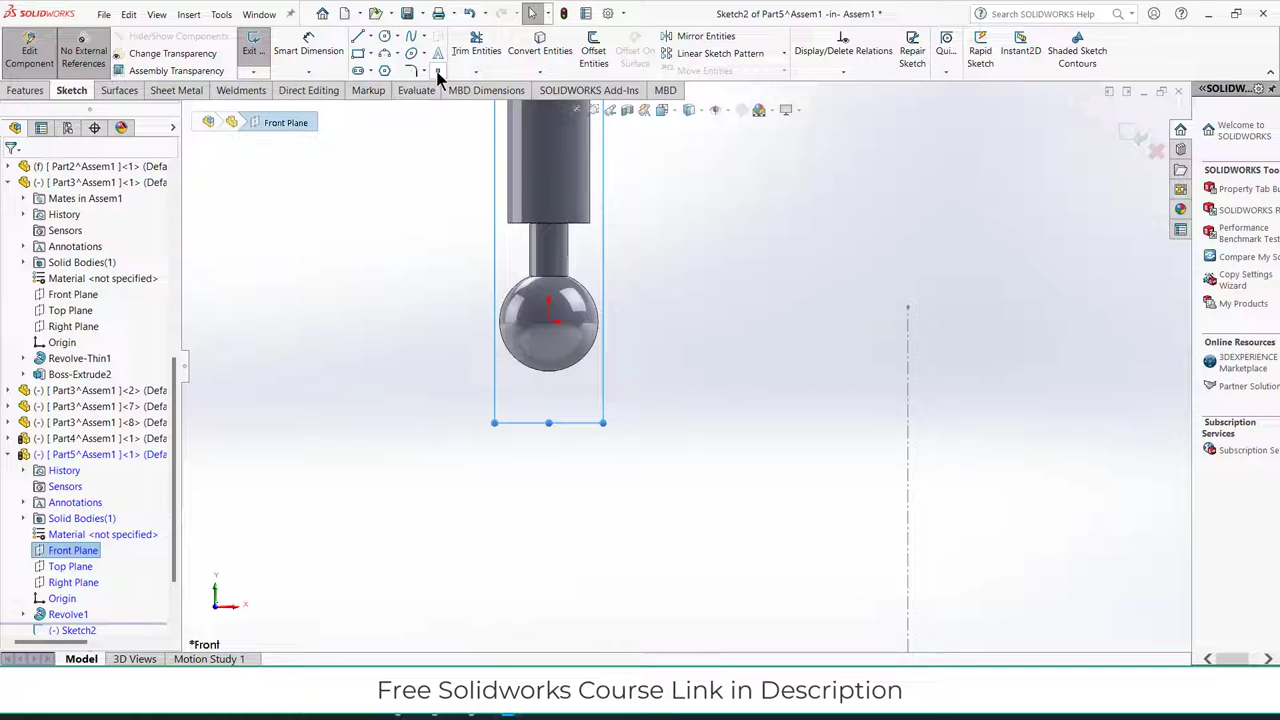 SOLIDWORKS
File Edit View Insert Tools Window
Sketch2 of Part5^Assem1 -in- Assem1 *
Search SOLIDWORKS Help
Edit Component
No External References
Hide/Show Components
Change Transparency
Assembly Transparency
Exit ...
Smart Dimension
Trim Entities
Convert Entities
Offset Entities
Offset On Surface
Mirror Entities
Linear Sketch Pattern
Move Entities
Display/Delete Relations
Repair Sketch
Qui...
Rapid Sketch
Instant2D
Shaded Sketch Contours
Features Sketch Surfaces Sheet Metal Weldments Direct Editing Markup Evaluate MBD Dimensions SOLIDWORKS Add-Ins MBD
Front Plane
(f) [ Part2^Assem1 ]<1> (Defa
(-) [ Part3^Assem1 ]<1> (Defa
Mates in Assem1
History
Sensors
Annotations
Solid Bodies(1)
Material <not specified>
Front Plane
Top Plane
Right Plane
Origin
Revolve-Thin1
Boss-Extrude2
(-) [ Part3^Assem1 ]<2> (Defa
(-) [ Part3^Assem1 ]<7> (Defa
(-) [ Part3^Assem1 ]<8> (Defa
(-) [ Part4^Assem1 ]<1> (Defa
(-) [ Part5^Assem1 ]<1> (Defa
History
Sensors
Annotations
Solid Bodies(1)
Material <not specified>
Front Plane
Top Plane
Right Plane
Origin
Revolve1
(-) Sketch2
Y
X
*Front
Model 3D Views Motion Study 1
SOLIDW...
Welcome to SOLIDWORKS
SOLIDWORKS Too
Property Tab Bu
SOLIDWORKS R
Performance Benchmark Test
Compare My Sc
Copy Settings Wizard
My Products
Online Resources
3DEXPERIENCE Marketplace
Partner Solution
Subscription Services
Subscription Se
Free Solidworks Course Link in Description